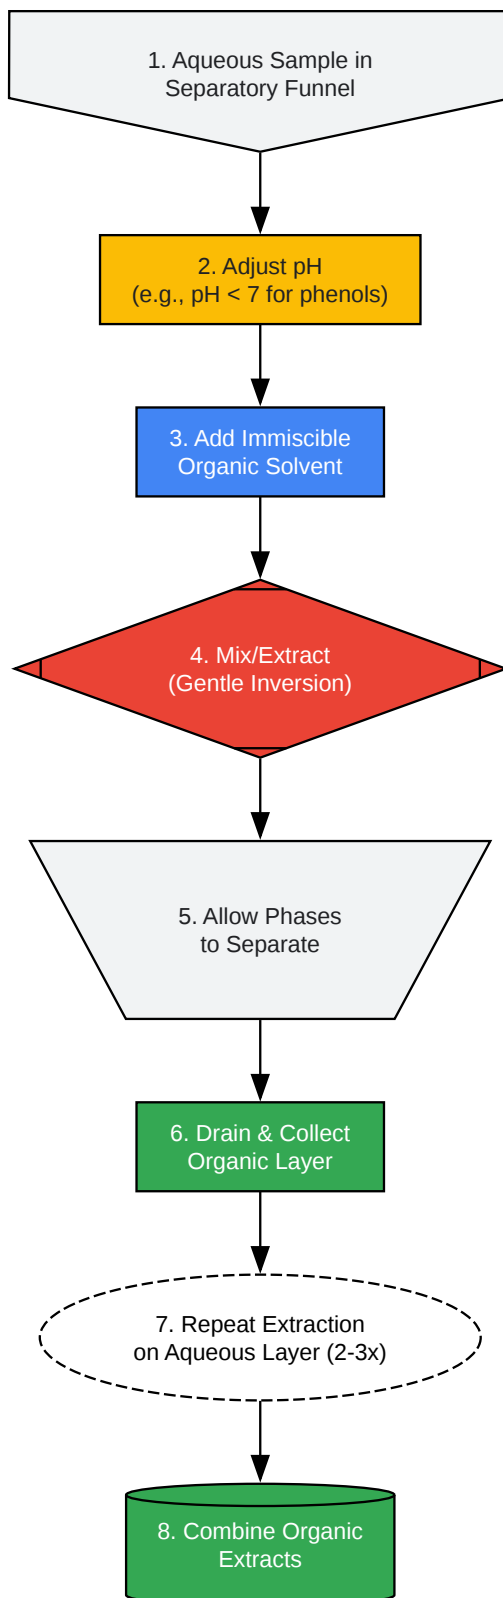 1. Aqueous Sample in
Separatory Funnel
2. Adjust pH
(e.g., pH < 7 for phenols)
3. Add Immiscible
Organic Solvent
4. Mix/Extract
(Gentle Inversion)
5. Allow Phases
to Separate
6. Drain & Collect
Organic Layer
7. Repeat Extraction
on Aqueous Layer (2-3x)
8. Combine Organic
Extracts